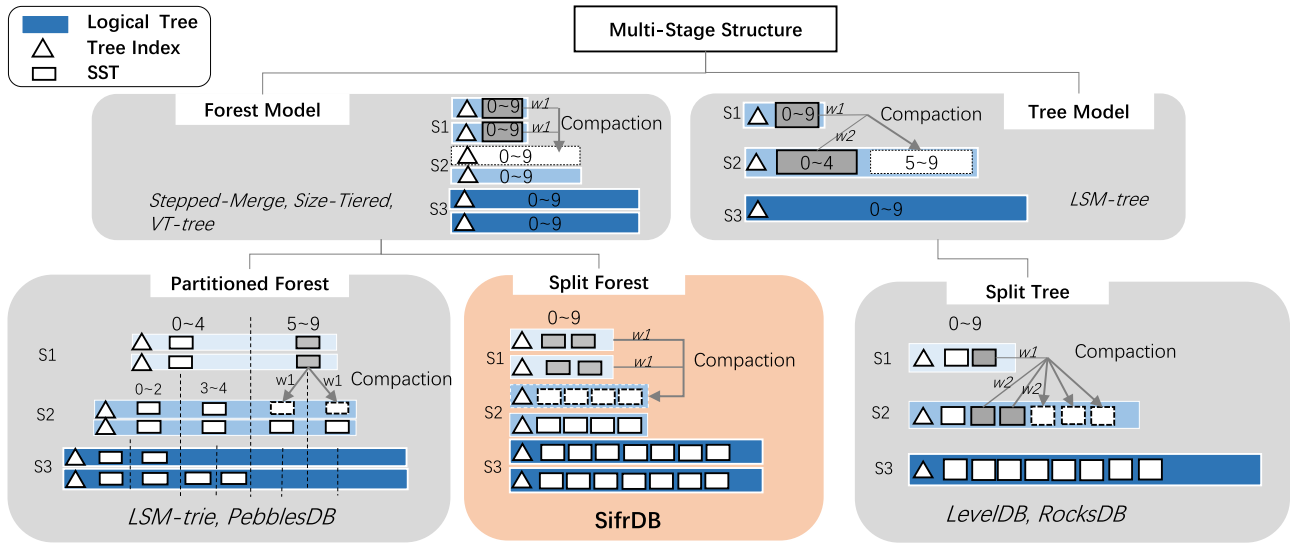 Logical Tree
Tree Index
SST
Multi-Stage Structure
Forest Model
0~9 w1
S1
0~9 w1
Compaction
0~9
S2
0~9
S3
0~9
0~9
Stepped-Merge, Size-Tiered,
VT-tree
Tree Model
S1
0~9 w1
Compaction
w2
S2
0~4
5~9
S3
0~9
LSM-tree
Partitioned Forest
0~4
5~9
S1
w1 w1
Compaction
0~2
3~4
S2
S3
LSM-trie, PebblesDB
Split Forest
0~9
w1
S1
w1
Compaction
S2
S3
SifrDB
Split Tree
0~9
S1
w1
Compaction
w2
w2
S2
S3
LevelDB, RocksDB